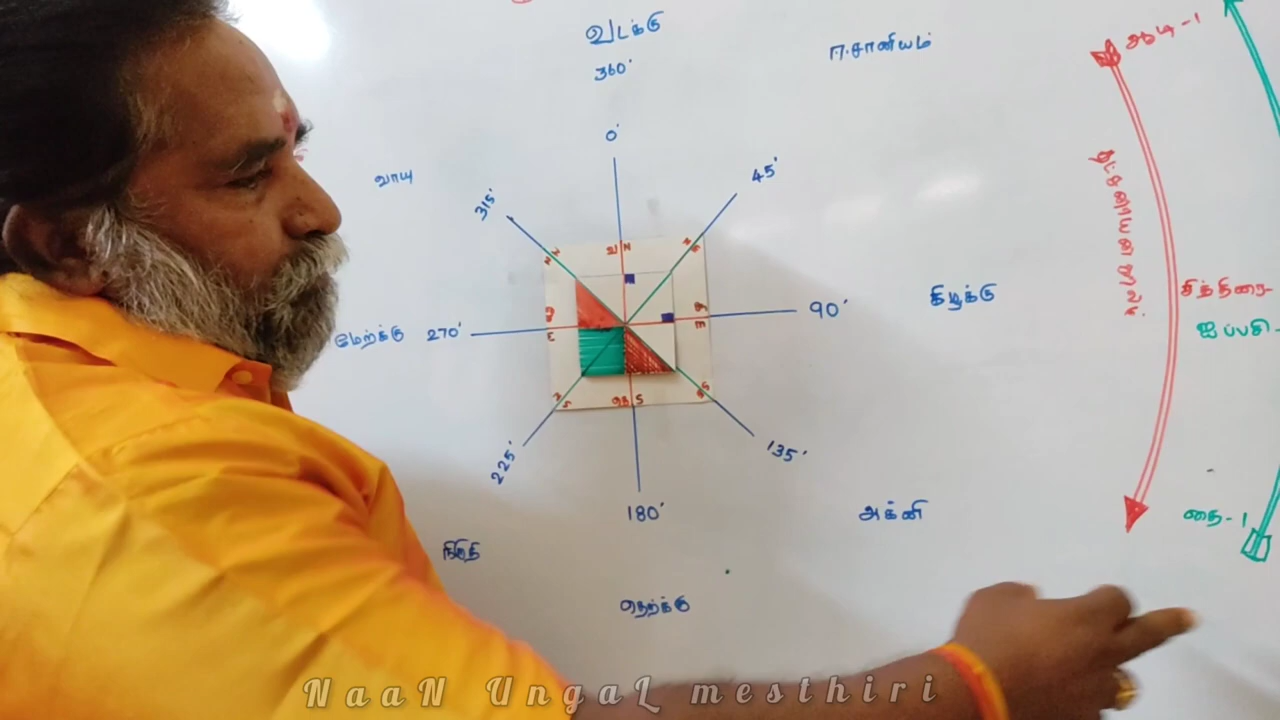 வடக்கு
360'
ஈசானியம்
ஆடி-1
0'
45'
வாயு
315'
வ N
N E
கி E
90'
கிழக்கு
சித்திரை-
மேற்கு 270'
ஐப்பசி-
தெ S
225'
135'
180'
அக்னி
தை-1
நிருதி
தெற்கு
NaaN UngaL mesthiri